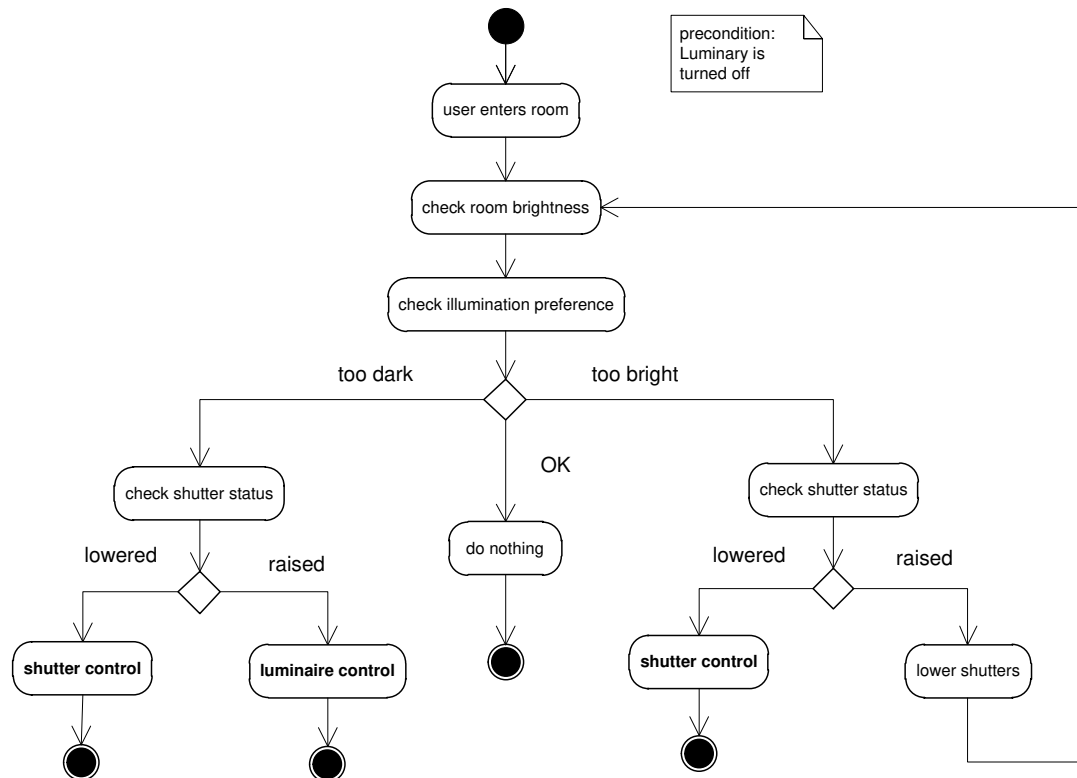 precondition:
Luminary is
turned off
user enters room
check room brightness
check illumination preference
too dark
too bright
OK
check shutter status
check shutter status
do nothing
lowered
raised
lowered
raised
shutter control
luminaire control
shutter control
lower shutters